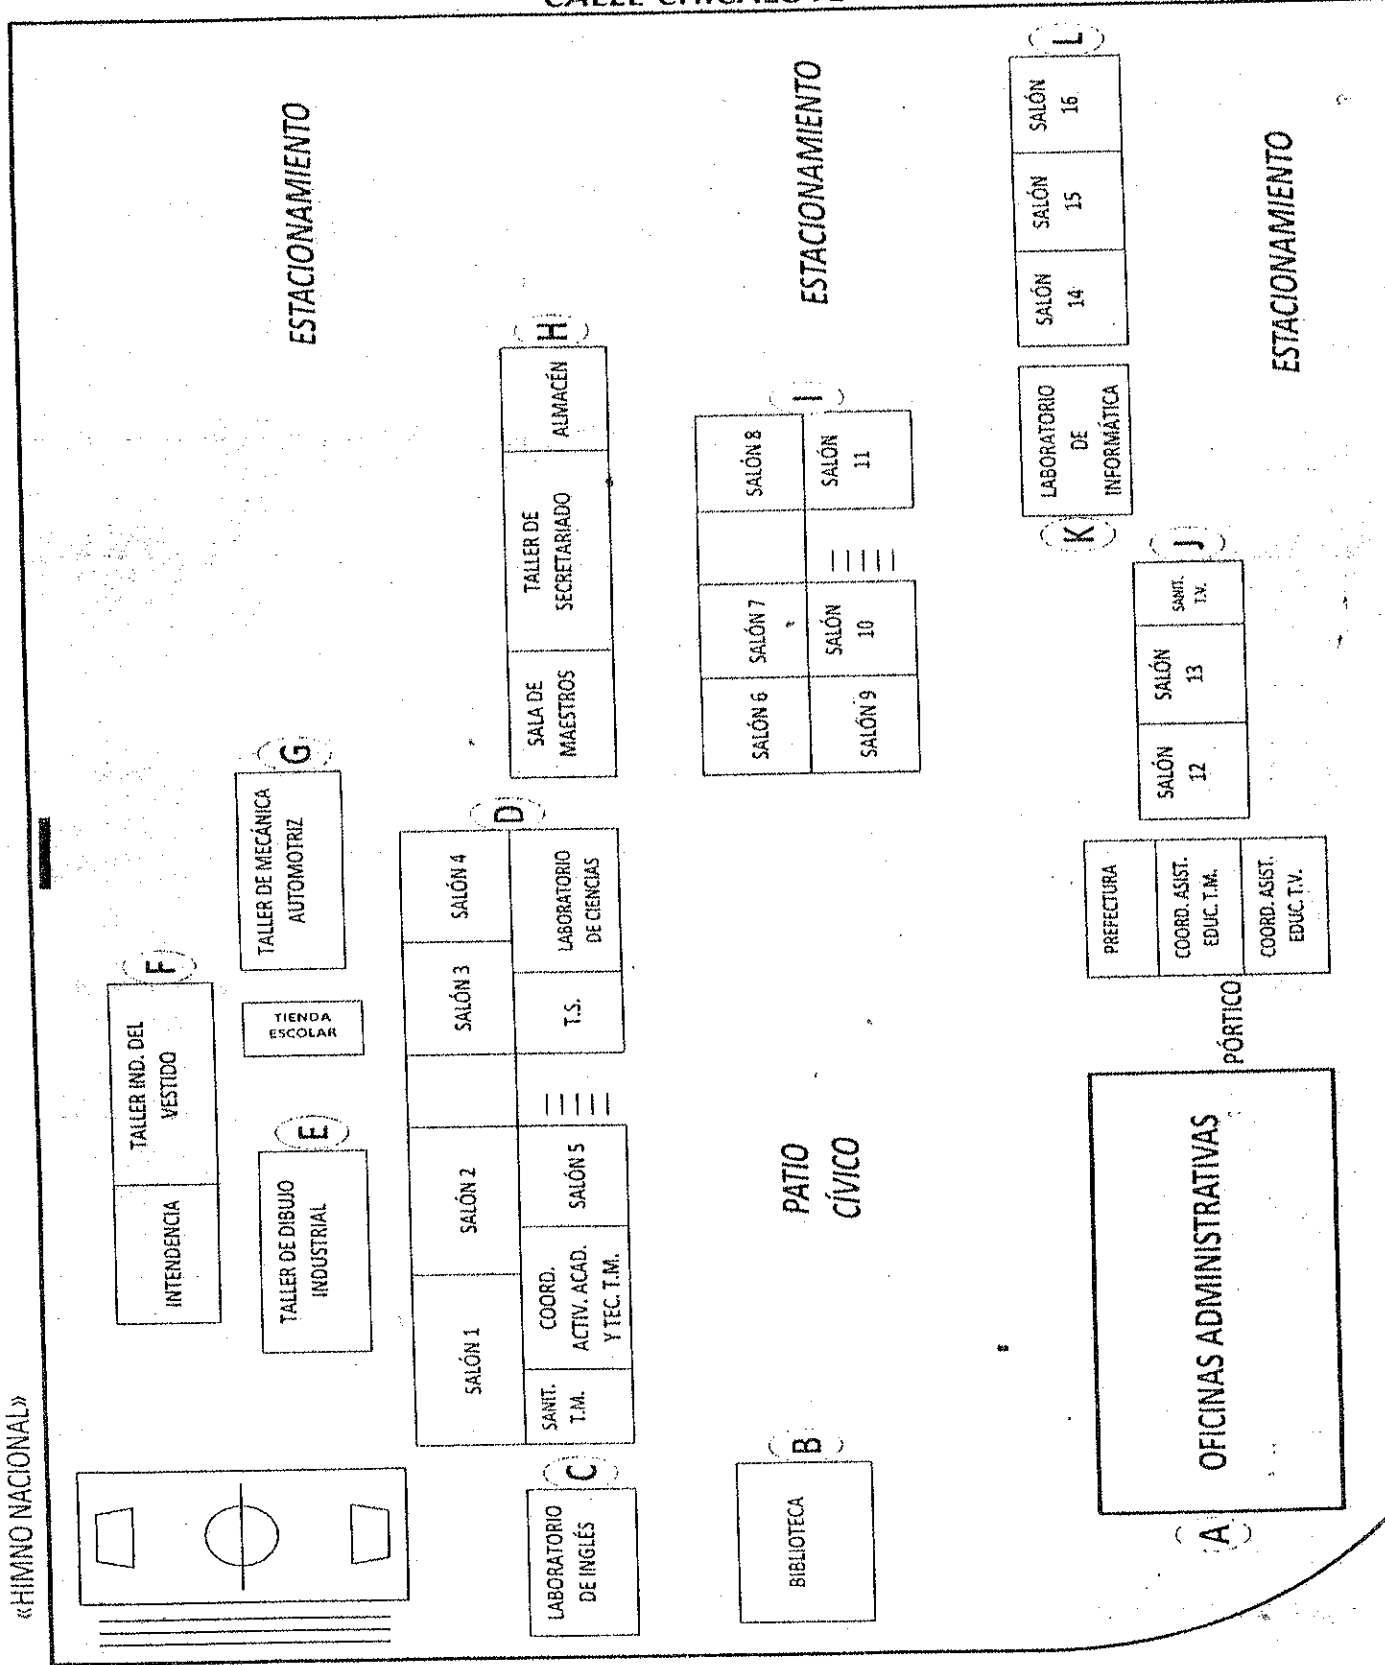 «HIMNO NACIONAL»
INTENDENCIA
TALLER IND. DEL
VESTIDO
F
TALLER DE DIBUJO
INDUSTRIAL
E
TIENDA
ESCOLAR
TALLER DE MECÁNICA
AUTOMOTRIZ
G
ESTACIONAMIENTO
SALÓN 1
SALÓN 2
SALÓN 3
SALÓN 4
D
SANIT.
T.M.
COORD.
ACTIV. ACAD.
Y TEC. T.M.
SALÓN 5
T.S.
LABORATORIO
DE CIENCIAS
LABORATORIO
DE INGLÉS
C
SALA DE
MAESTROS
TALLER DE
SECRETARIADO
ALMACÉN
H
BIBLIOTECA
B
PATIO
CÍVICO
SALÓN 6
SALÓN 7
SALÓN 8
SALÓN 9
SALÓN
10
SALÓN
11
I
ESTACIONAMIENTO
LABORATORIO
DE
INFORMÁTICA
K
SALÓN
14
SALÓN
15
SALÓN
16
L
A
OFICINAS ADMINISTRATIVAS
PÓRTICO
PREFECTURA
COORD. ASIST.
EDUC. T.M.
COORD. ASIST.
EDUC. T.V.
SALÓN
12
SALÓN
13
SANIT.
T.V.
J
ESTACIONAMIENTO